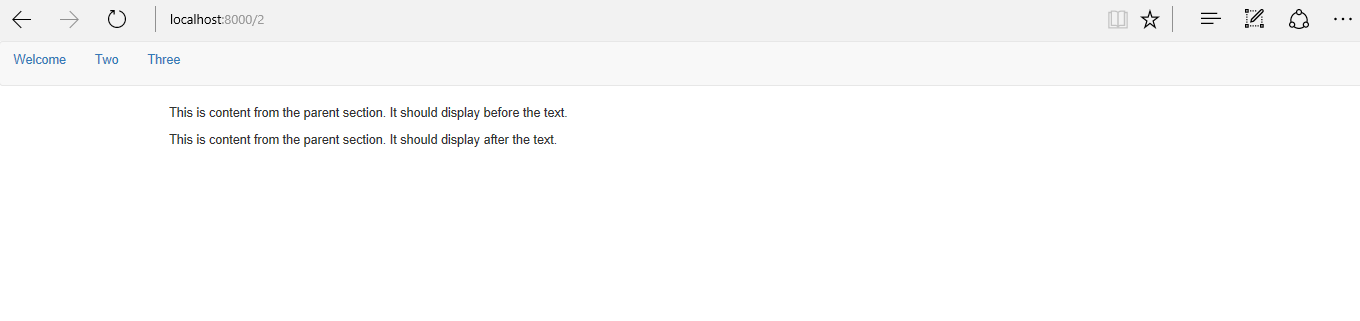 localhost:8000/2
Welcome Two Three
This is content from the parent section. It should display before the text.
This is content from the parent section. It should display after the text.